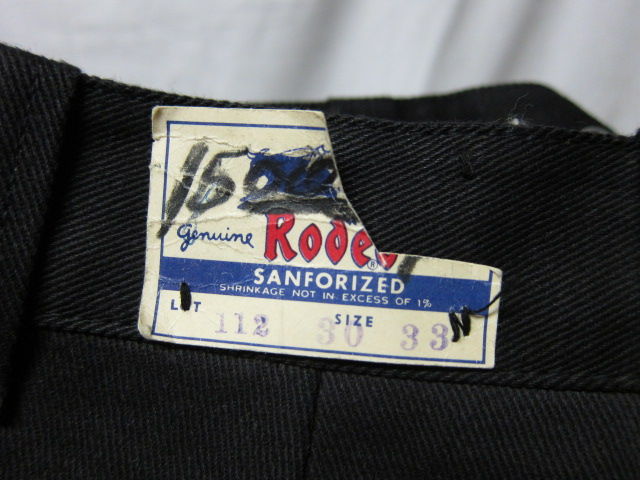 Genuine Rode
®
SANFORIZED
SHRINKAGE NOT IN EXCESS OF 1%
LOT 112 SIZE 30 33